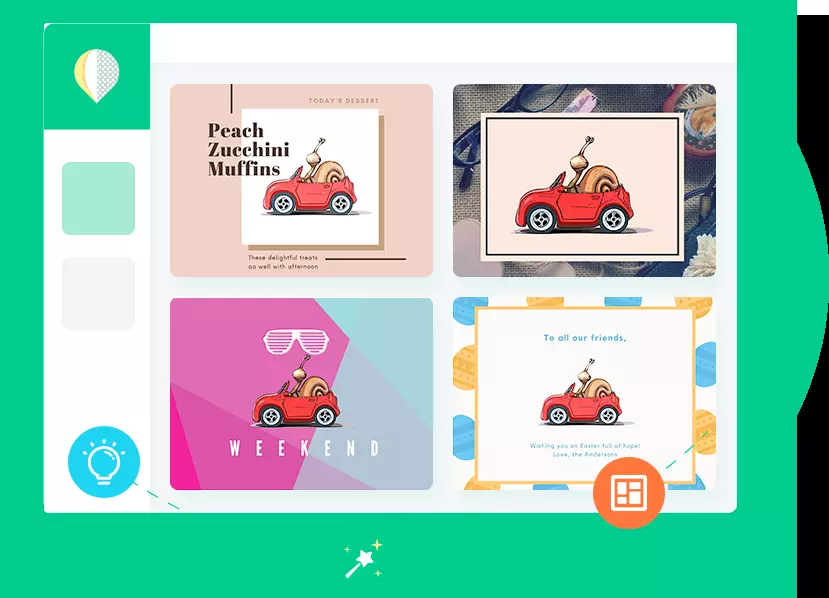 TODAY'S DESSERT
Peach
Zucchini
Muffins
These delightful treats
go well with afternoon
WEEKEND
To all our friends,
Wishing you an Easter full of hope!
Love, the Andersons